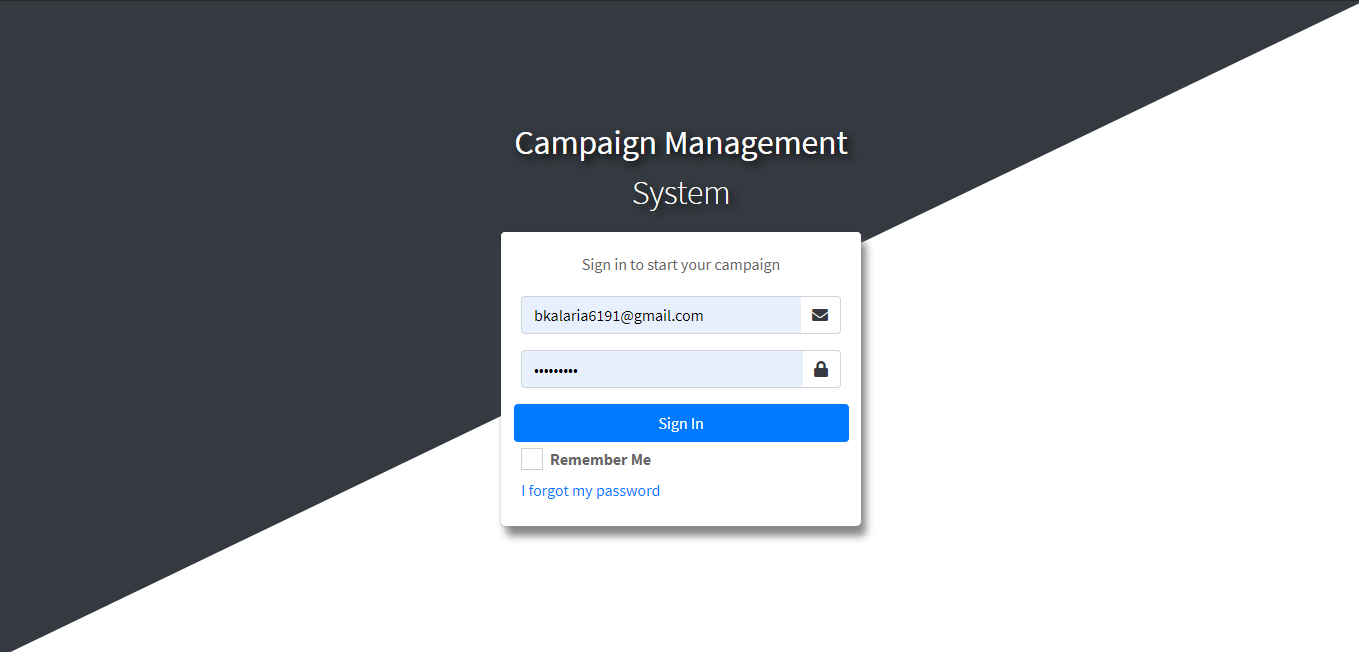 Campaign Management
System
Sign in to start your campaign
bkalaria6191@gmail.com
•••••••••
Sign In
Remember Me
I forgot my password